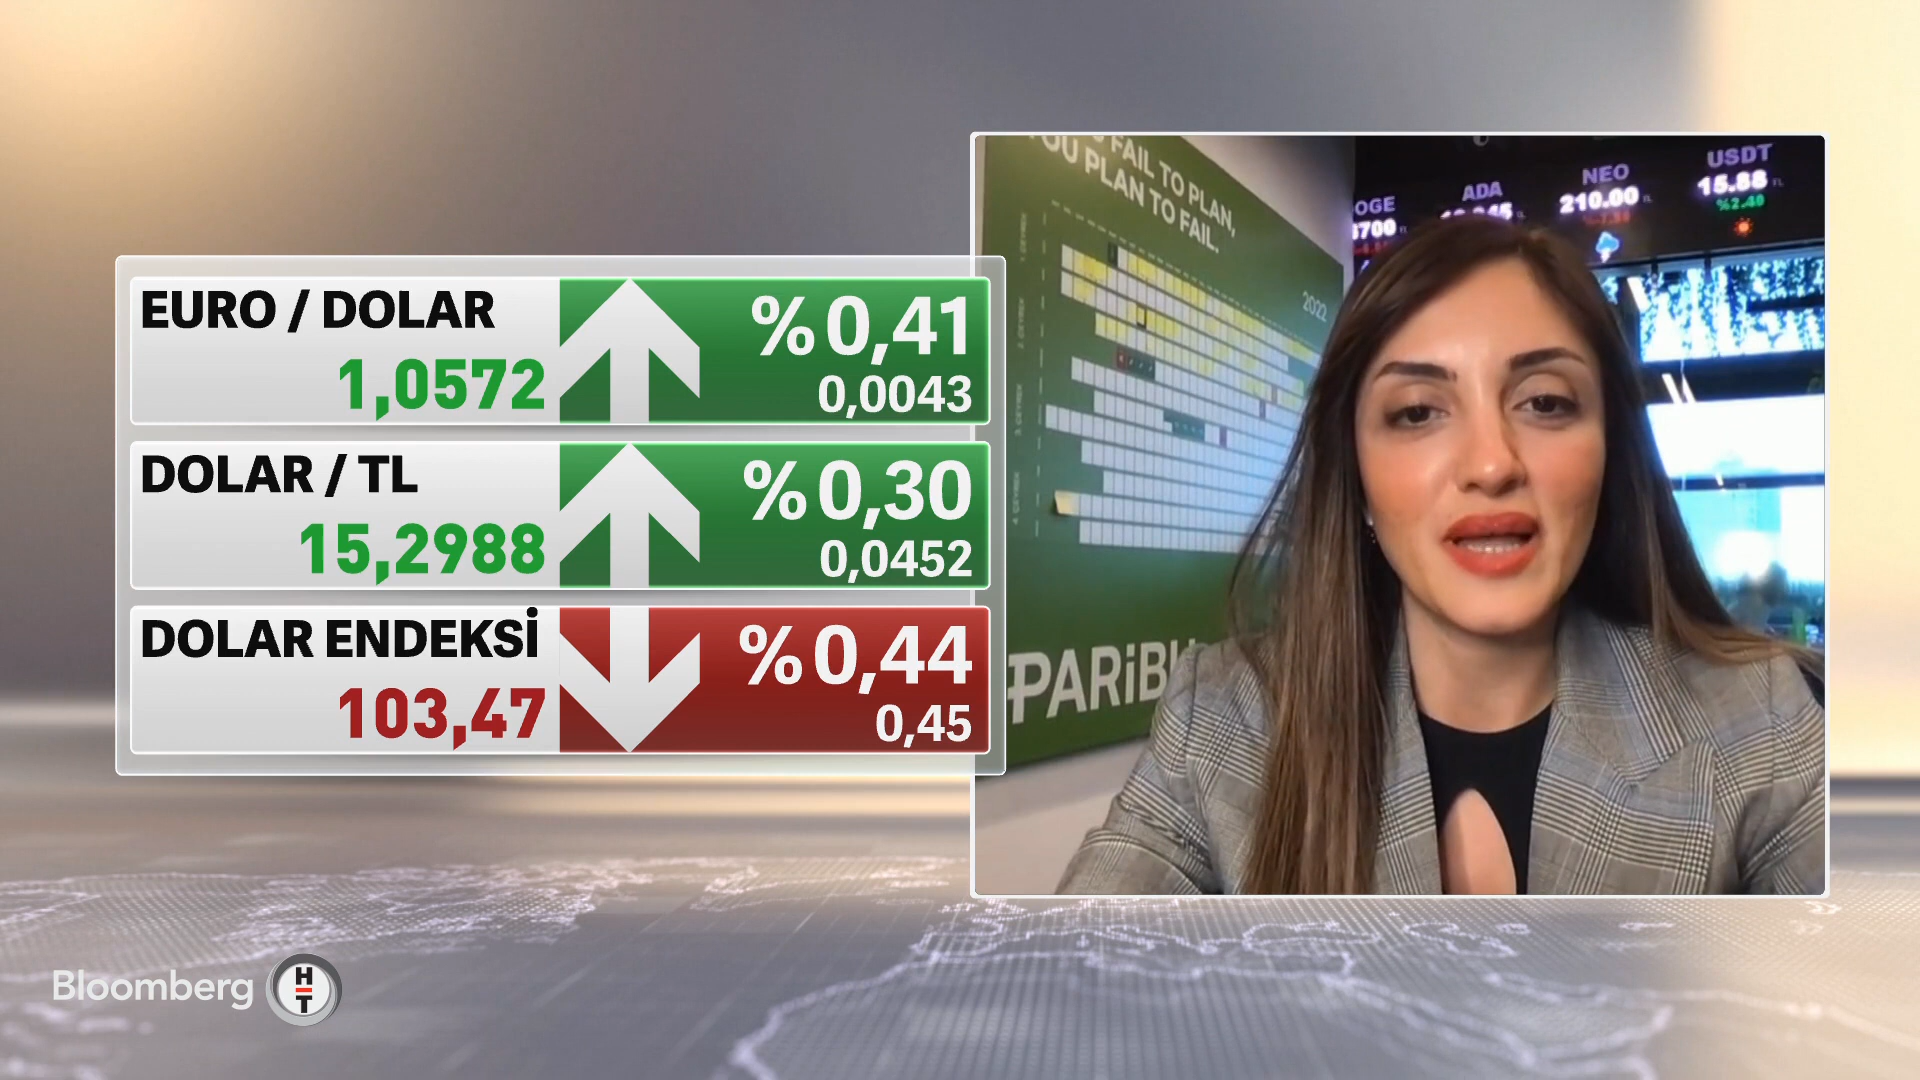 EURO / DOLAR
1,0572
%0,41
0,0043
DOLAR / TL
15,2988
%0,30
0,0452
DOLAR ENDEKSİ
103,47
%0,44
0,45
FAIL TO PLAN,
YOU PLAN TO FAIL.
2022
ADA
NEO
210.00
USDT
15.88 TL
%2.40
Bloomberg
HT